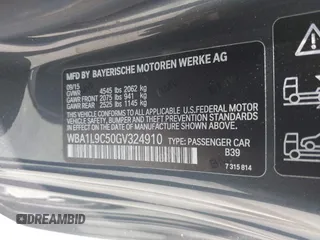 MFD BY BAYERISCHE MOTOREN WERKE AG
09/15
GVWR 4545 lbs 2062 kg
GAWR FRONT 2075 lbs 941 kg
GAWR REAR 2525 lbs 1145 kg
THIS VEHICLE CONFORMS TO ALL
APPLICABLE U.S. FEDERAL MOTOR
VEHICLE SAFETY, BUMPER, AND
THEFT PREVENTION STANDARDS
IN EFFECT ON THE DATE OF
MANUFACTURE SHOWN ABOVE.
WBA1L9C50GV324910 TYPE: PASSENGER CAR
B39
7 315 814
DREAMBID